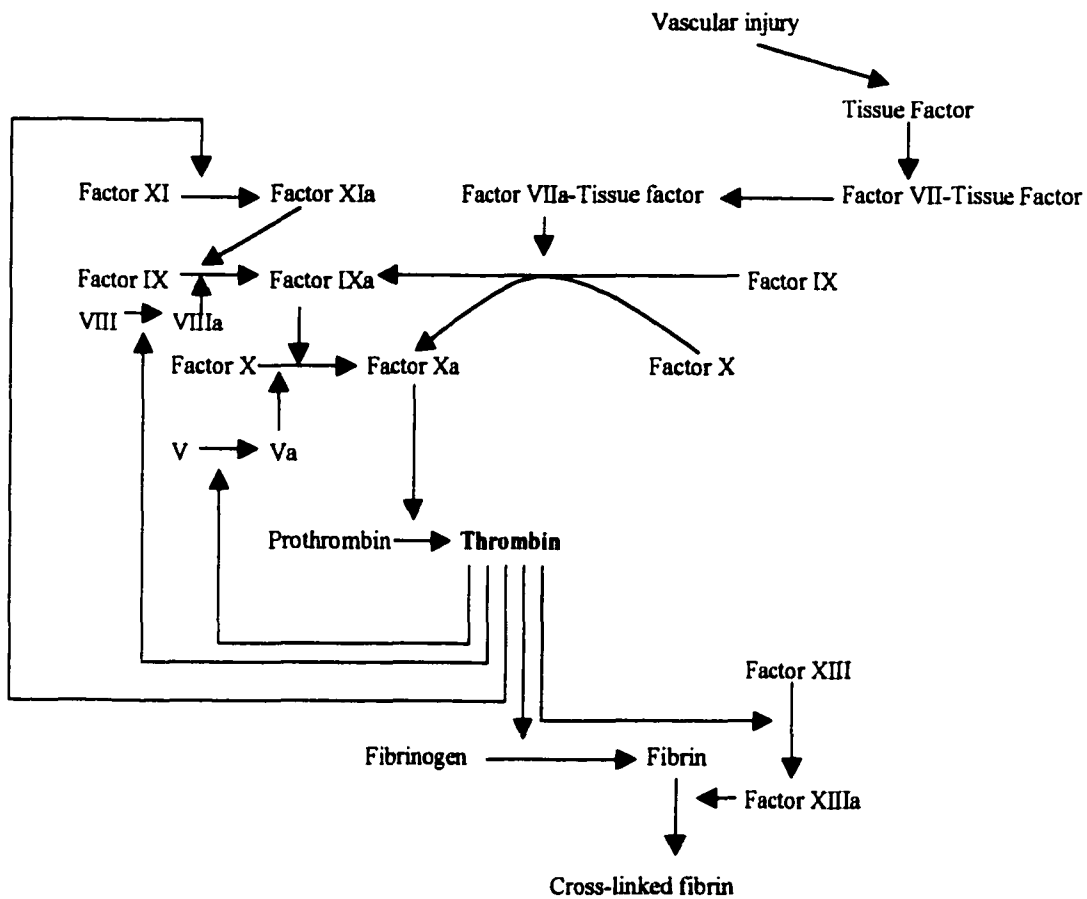 Vascular injury
Tissue Factor
Factor XI
Factor XIa
Factor VIIa-Tissue factor
Factor VII-Tissue Factor
Factor IX
Factor IXa
Factor IX
VIII
VIIIa
Factor X
Factor Xa
Factor X
V
Va
Prothrombin
Thrombin
Factor XIII
Fibrinogen
Fibrin
Factor XIIIa
Cross-linked fibrin